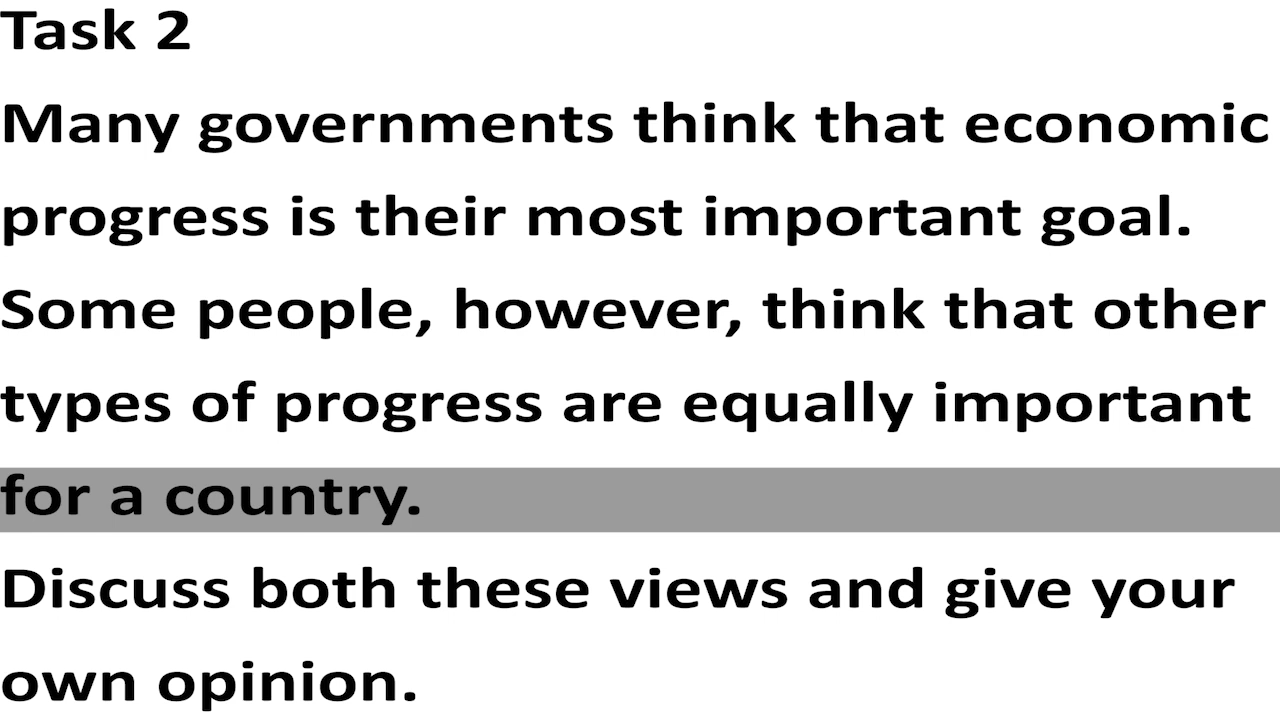 Task 2
Many governments think that economic
progress is their most important goal.
Some people, however, think that other
types of progress are equally important
for a country.
Discuss both these views and give your
own opinion.